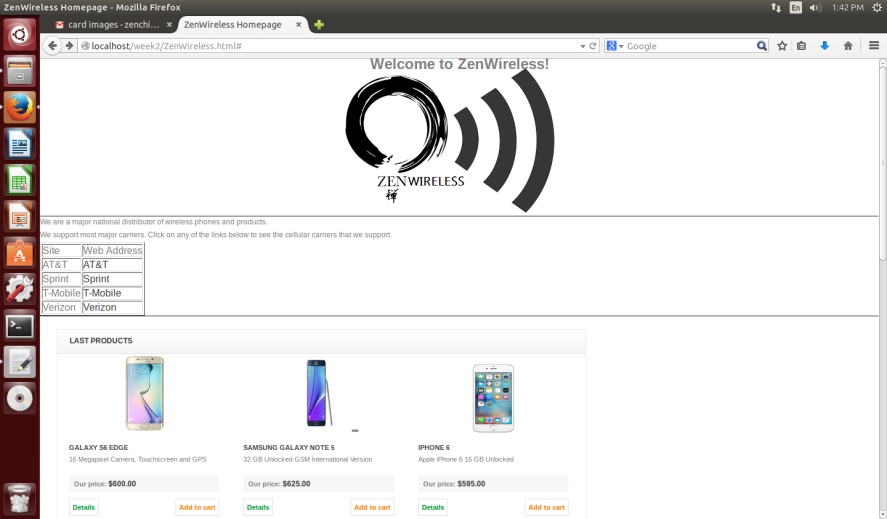 ZenWireless Homepage - Mozilla Firefox
En
1:42 PM
card images - zenchi...
ZenWireless Homepage
localhost/week2/ZenWireless.html#
Google
Welcome to ZenWireless!
ZENWIRELESS
禅
We are a major national distributor of wireless phones and products.
We support most major carriers. Click on any of the links below to see the cellular carriers that we support.
Site Web Address
AT&T AT&T
Sprint Sprint
T-Mobile T-Mobile
Verizon Verizon
LAST PRODUCTS
GALAXY S6 EDGE
16 Megapixel Camera, Touchscreen and GPS
Our price: $600.00
Details Add to cart
SAMSUNG GALAXY NOTE 5
32 GB Unlocked GSM International Version
Our price: $625.00
Details Add to cart
IPHONE 6
Apple iPhone 6 16 GB Unlocked
Our price: $595.00
Details Add to cart